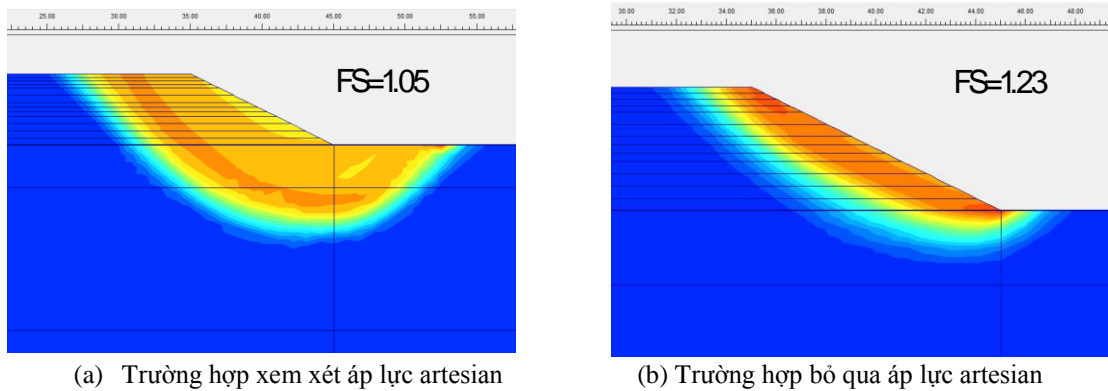 25.00 30.00 35.00 40.00 45.00 50.00 55.00
30.00 32.00 34.00 36.00 38.00 40.00 42.00 44.00 46.00 48.00
FS=1.05
FS=1.23
(a) Trường hợp xem xét áp lực artesian
(b) Trường hợp bỏ qua áp lực artesian